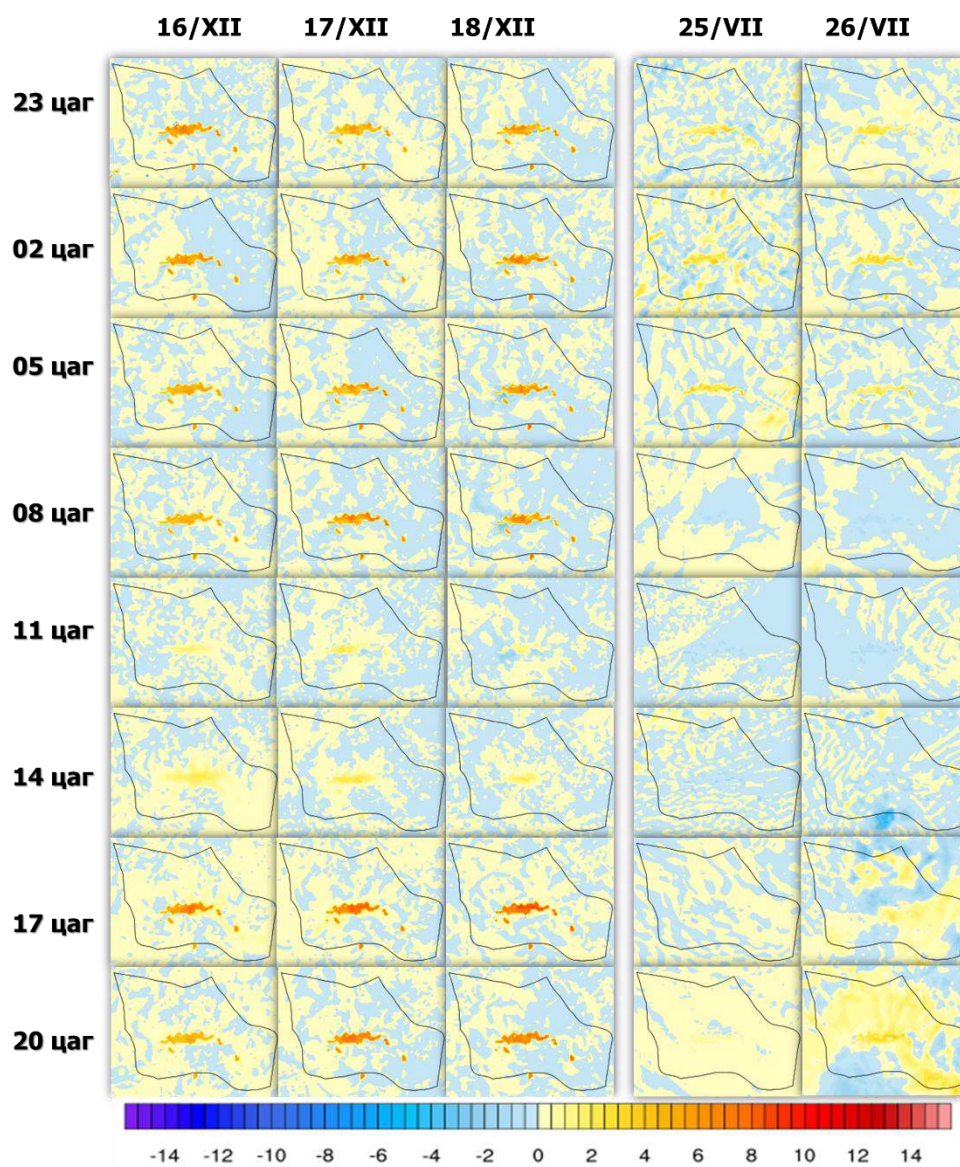 16/XII 17/XII 18/XII 25/VII 26/VII
23 цаг
02 цаг
05 цаг
08 цаг
11 цаг
14 цаг
17 цаг
20 цаг
-14 -12 -10 -8 -6 -4 -2 0 2 4 6 8 10 12 14